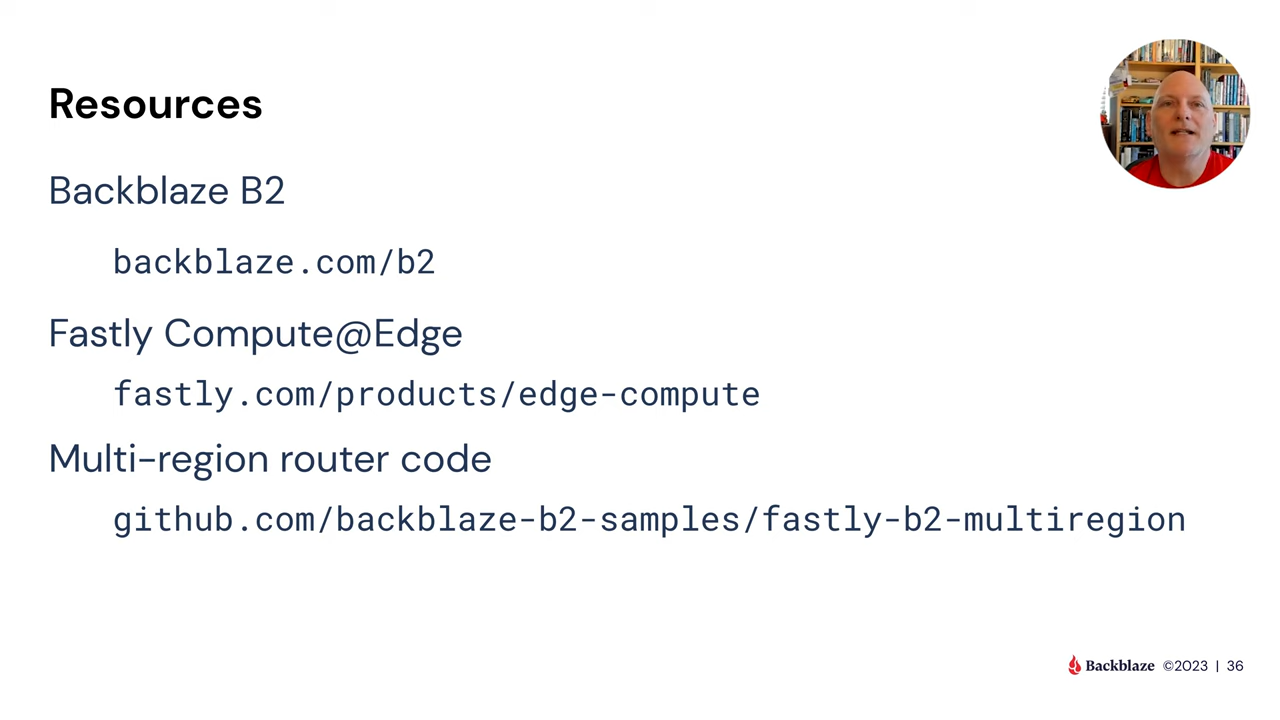 Resources
Backblaze B2
backblaze.com/b2
Fastly Compute@Edge
fastly.com/products/edge-compute
Multi-region router code
github.com/backblaze-b2-samples/fastly-b2-multiregion
Backblaze ©2023 | 36